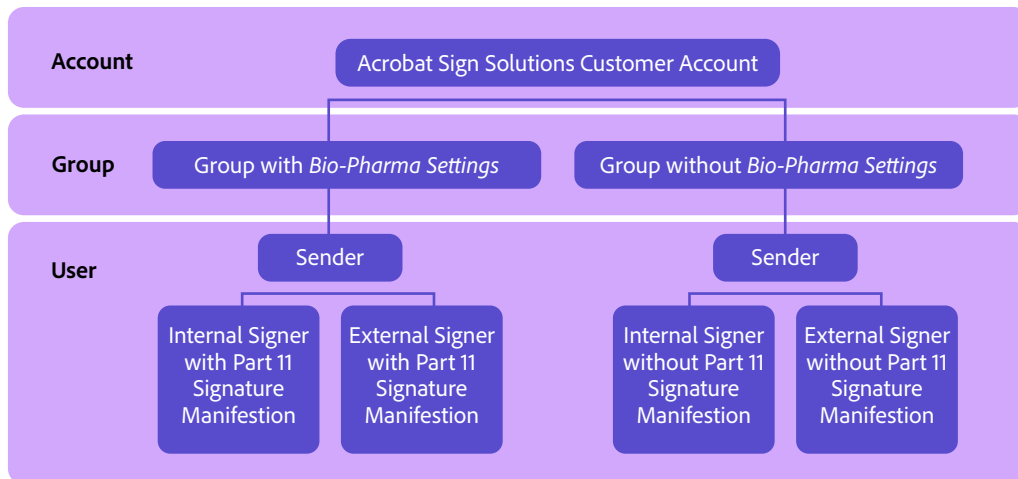 Account
Acrobat Sign Solutions Customer Account
Group
Group with Bio-Pharma Settings
Group without Bio-Pharma Settings
User
Sender
Sender
Internal Signer
with Part 11
Signature
Manifestion
External Signer
with Part 11
Signature
Manifestion
Internal Signer
without Part 11
Signature
Manifestion
External Signer
without Part 11
Signature
Manifestion